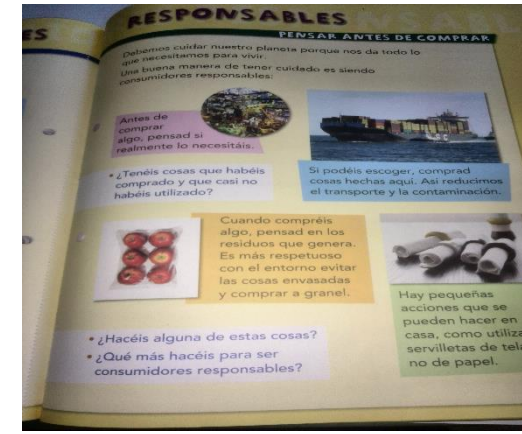 ES
RESPONSABLES
PENSAR ANTES DE COMPRAR
Debemos cuidar nuestro planeta porque nos da todo lo
que necesitamos para vivir.
Una buena manera de tener cuidado es siendo
consumidores responsables:
Antes de
comprar
algo, pensad si
realmente lo necesitáis.
• ¿Tenéis cosas que habéis
comprado y que casi no
habéis utilizado?
Si podéis escoger, comprad
cosas hechas aquí. Así reducimos
el transporte y la contaminación.
Cuando compréis
algo, pensad en los
residuos que genera.
Es más respetuoso
con el entorno evitar
las cosas envasadas
y comprar a granel.
Hay pequeñas
acciones que se
pueden hacer en
casa, como utiliza
servilletas de tela
no de papel.
• ¿Hacéis alguna de estas cosas?
• ¿Qué más hacéis para ser
consumidores responsables?